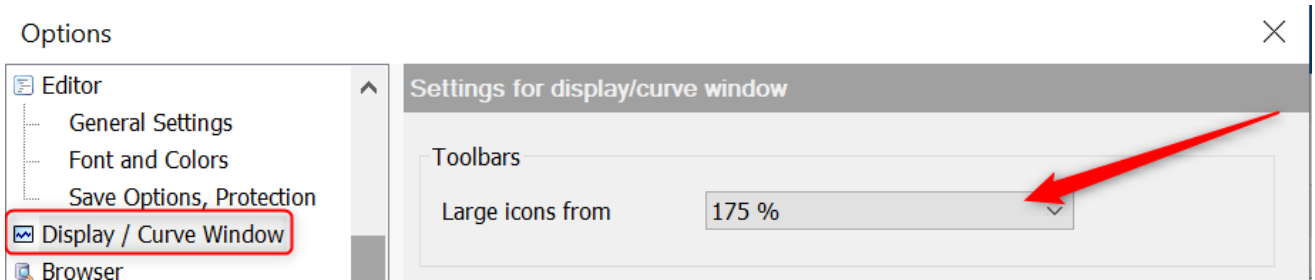 Options
Editor
General Settings
Font and Colors
Save Options, Protection
Display / Curve Window
Browser
Settings for display/curve window
Toolbars
Large icons from 175 %